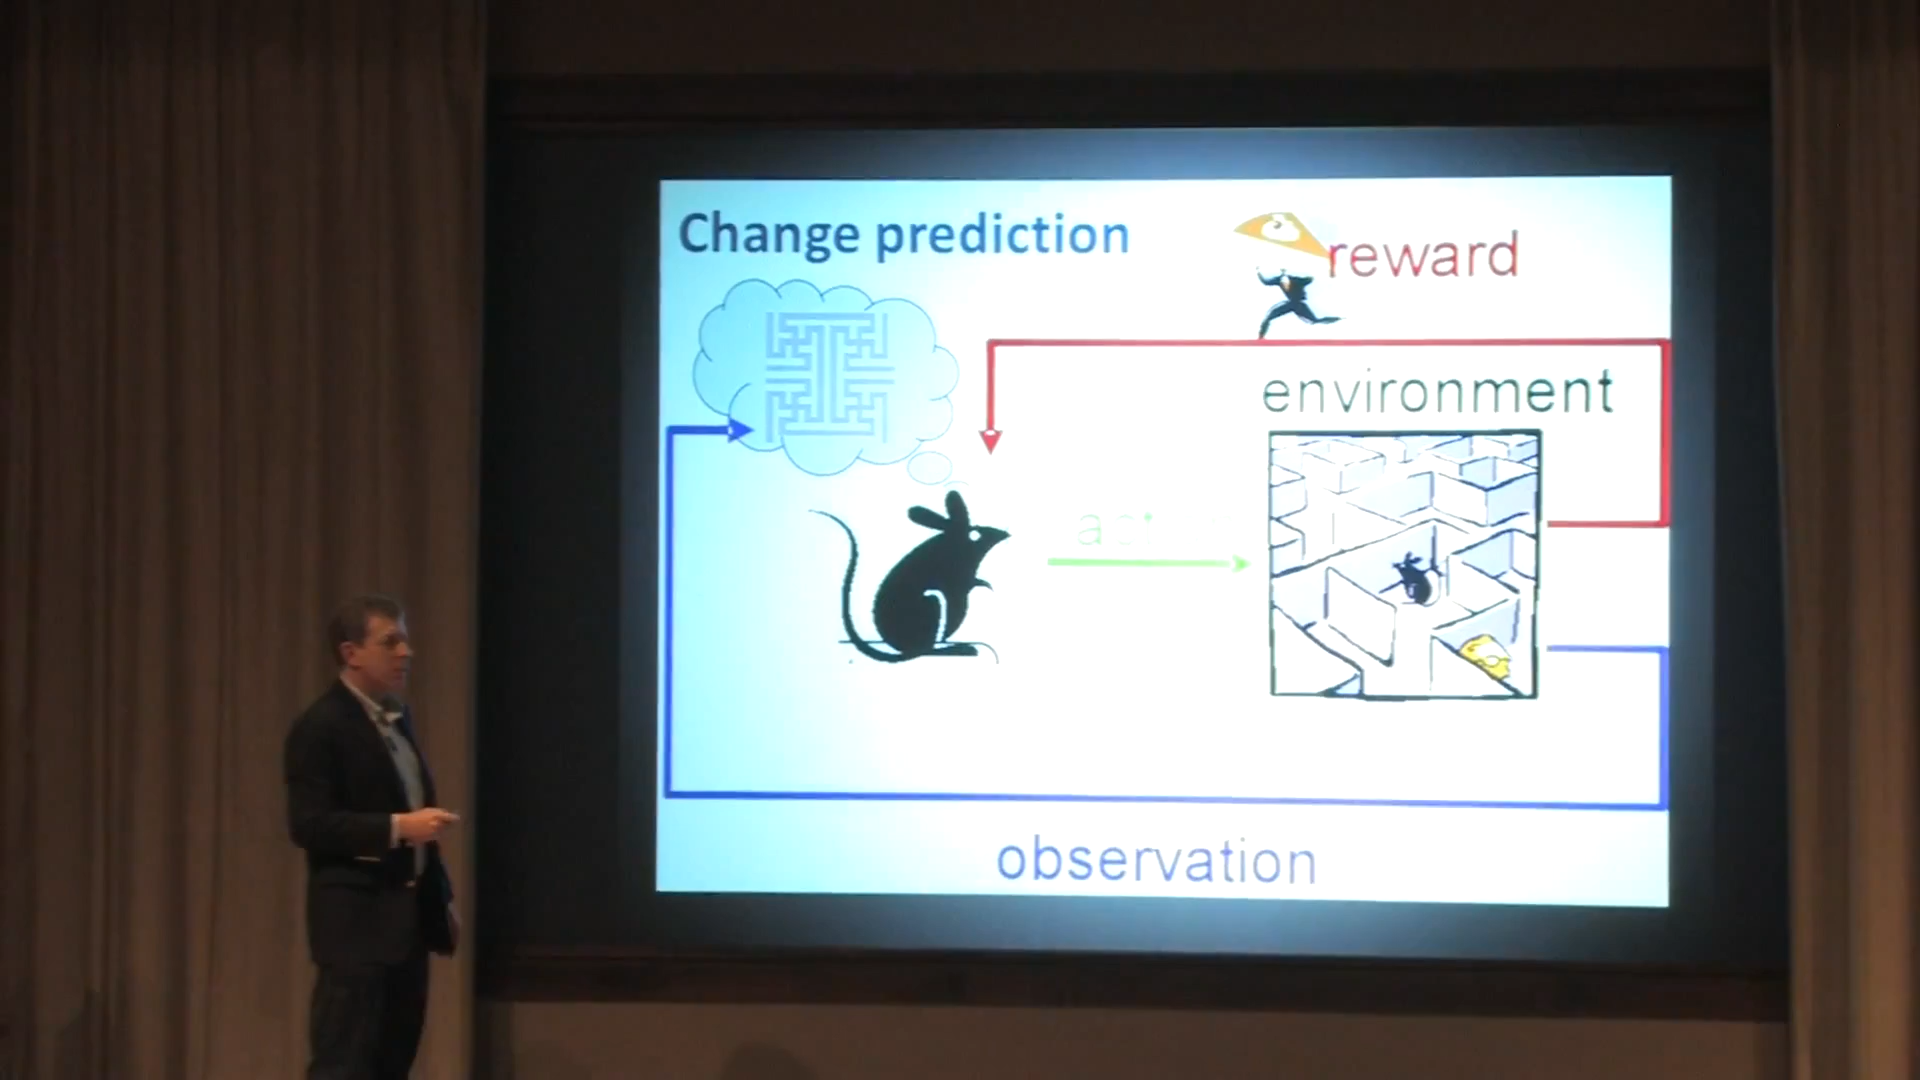 Change prediction
reward
environment
observation